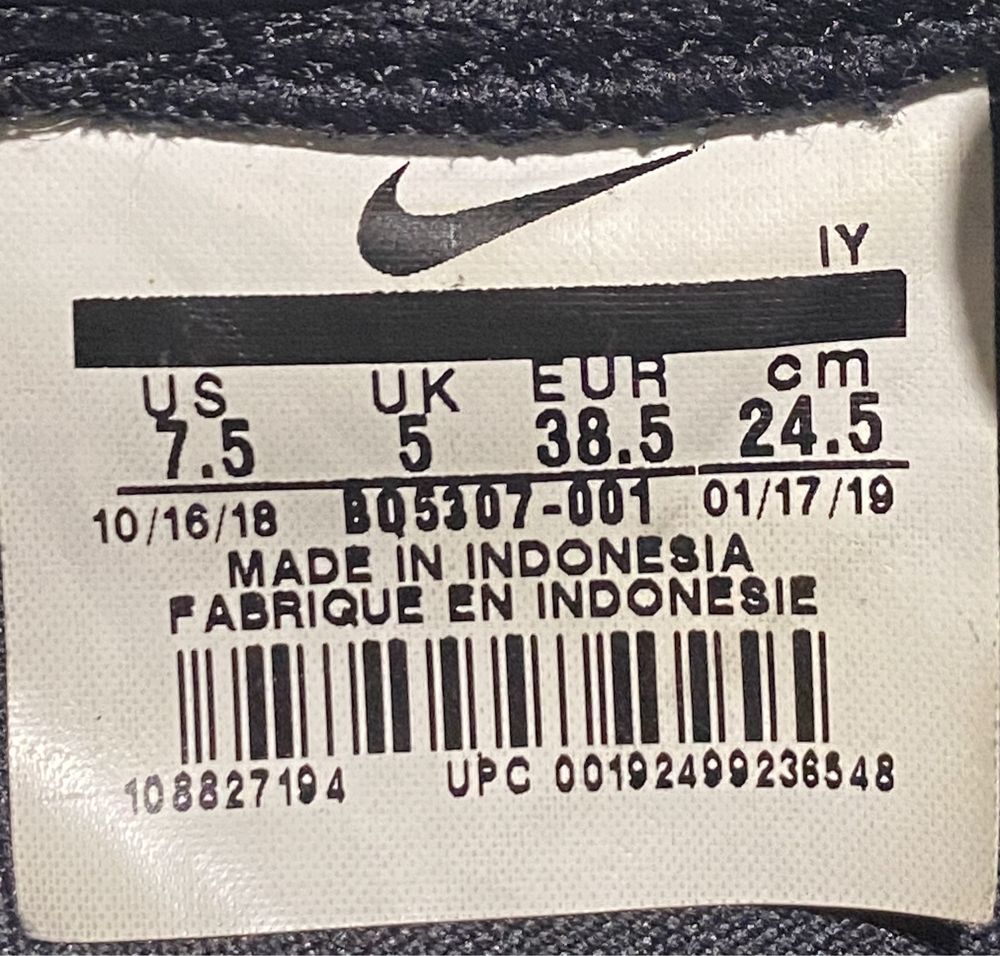 IY
US UK EUR cm
7.5 5 38.5 24.5
10/16/18 BQ5307-001 01/17/19
MADE IN INDONESIA
FABRIQUE EN INDONESIE
108827194 UPC 00192499236548